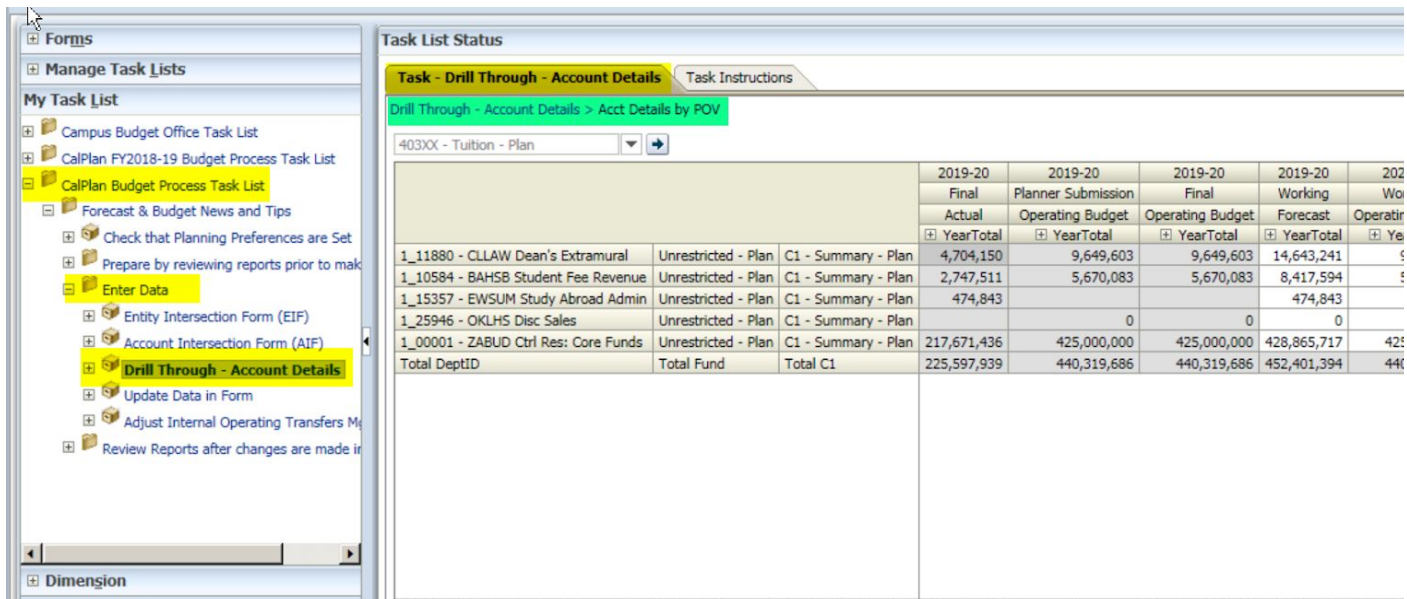 Forms
Manage Task Lists
My Task List
Campus Budget Office Task List
CalPlan FY2018-19 Budget Process Task List
CalPlan Budget Process Task List
Forecast & Budget News and Tips
Check that Planning Preferences are Set
Prepare by reviewing reports prior to mak
Enter Data
Entity Intersection Form (EIF)
Account Intersection Form (AIF)
Drill Through - Account Details
Update Data in Form
Adjust Internal Operating Transfers
Review Reports after changes are made in
Dimension
Task List Status
Task - Drill Through - Account Details Task Instructions
Drill Through - Account Details > Acct Details by POV
403XX - Tuition - Plan
2019-20 2019-20 2019-20 2019-20 202
Final Planner Submission Final Working Wor
Actual Operating Budget Operating Budget Forecast Operatin
YearTotal YearTotal YearTotal YearTotal Ye
1_11880 - CLLAW Dean's Extramural Unrestricted - Plan C1 - Summary - Plan 4,704,150 9,649,603 9,649,603 14,643,241 9
1_10584 - BAHSB Student Fee Revenue Unrestricted - Plan C1 - Summary - Plan 2,747,511 5,670,083 5,670,083 8,417,594 5
1_15357 - EWSUM Study Abroad Admin Unrestricted - Plan C1 - Summary - Plan 474,843 474,843
1_25946 - OKLHS Disc Sales Unrestricted - Plan C1 - Summary - Plan 0 0 0
1_00001 - ZABUD Ctrl Res: Core Funds Unrestricted - Plan C1 - Summary - Plan 217,671,436 425,000,000 425,000,000 428,865,717 425
Total DeptID Total Fund Total C1 225,597,939 440,319,686 440,319,686 452,401,394 440